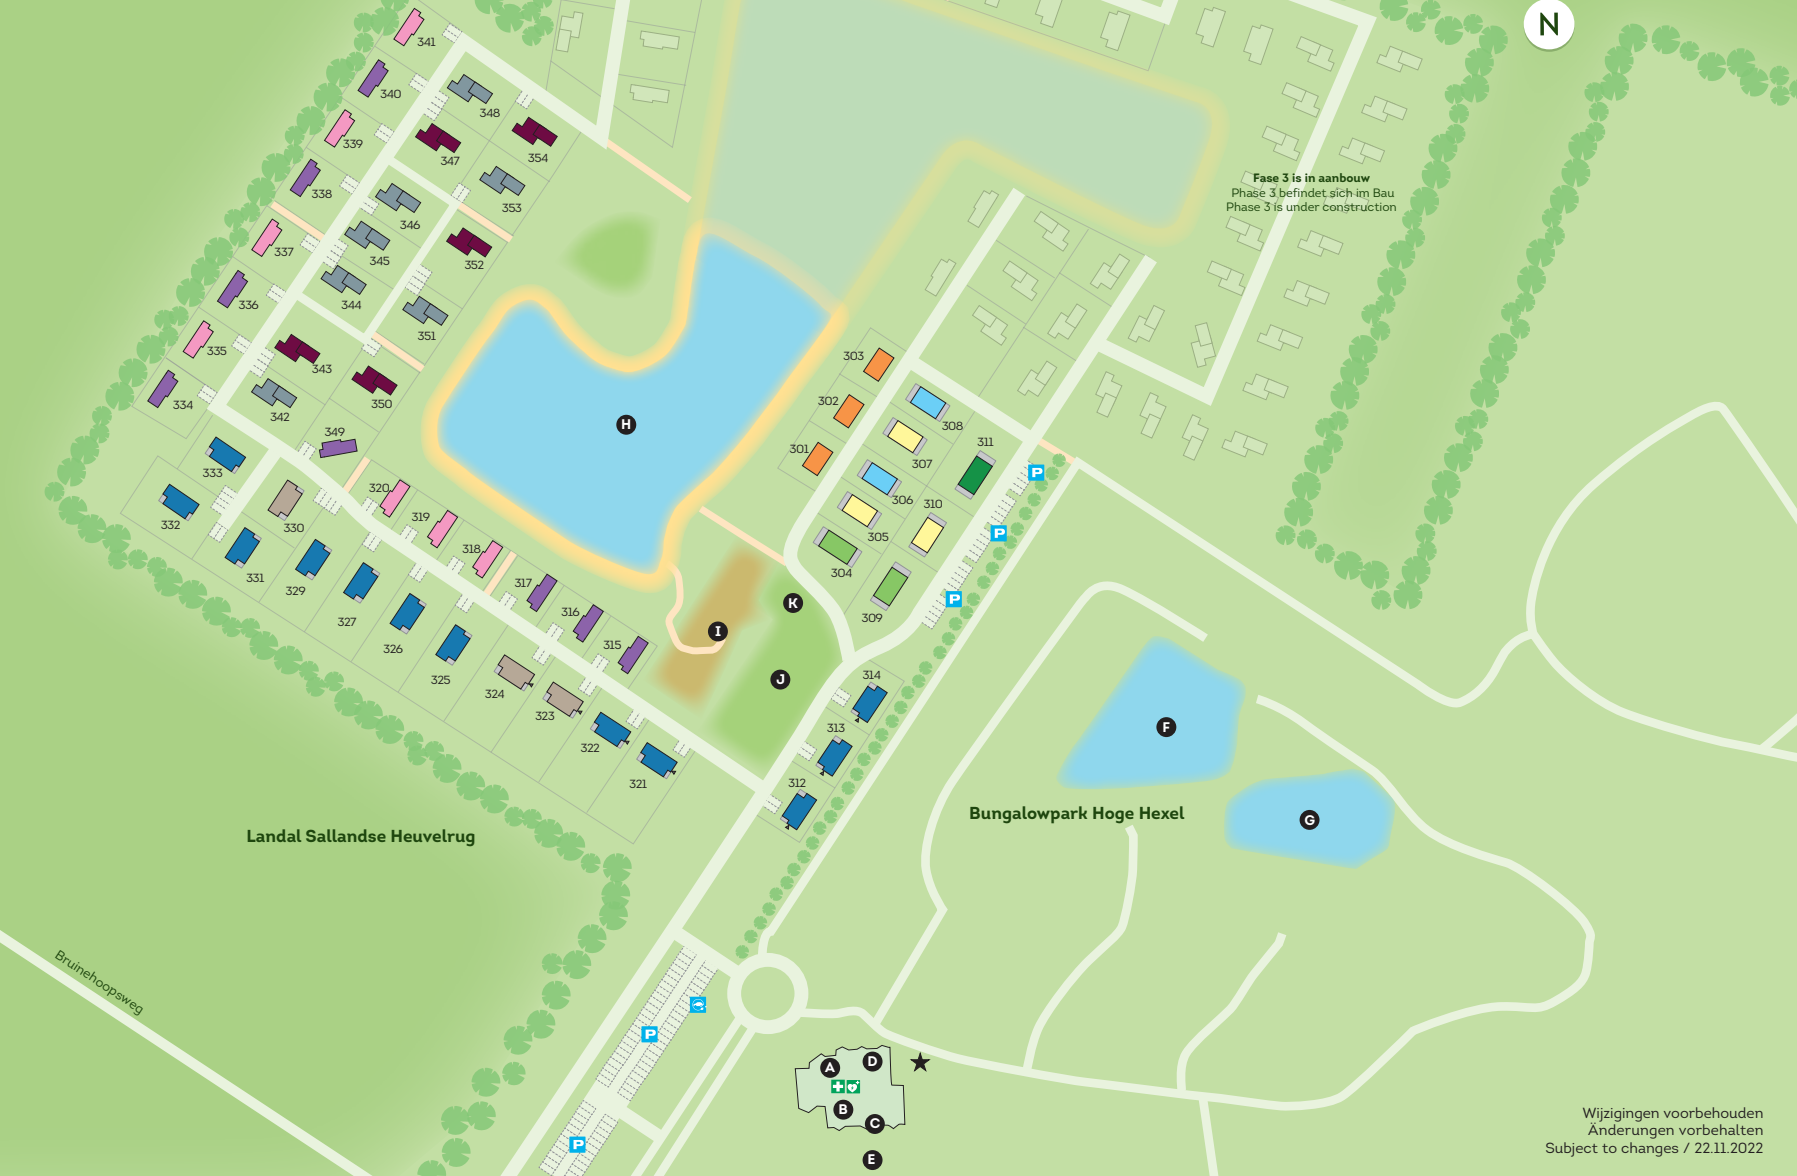 N
341
340
339
338
337
336
335
334
348
347
354
353
346
345
352
344
351
343
350
342
349
333
332
331
330
329
327
326
325
324
323
322
321
320
319
318
317
316
315
303
302
301
308
307
306
305
304
311
310
309
314
313
312
Fase 3 is in aanbouw
Phase 3 befindet sich im Bau
Phase 3 is under construction
H
I
J
K
F
G
P
P
P
Landal Sallandse Heuvelrug
Bungalowpark Hoge Hexel
Bruinehoopsweg
P
P
A
D
B
C
E
Wijzigingen voorbehouden
Änderungen vorbehalten
Subject to changes / 22.11.2022